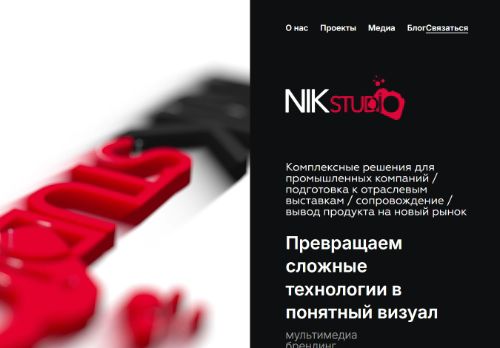 О нас Проекты Медиа Блог Связаться
NIK STUDIO
Комплексные решения для
промышленных компаний /
подготовка к отраслевым
выставкам / сопровождение /
вывод продукта на новый рынок
Превращаем
сложные
технологии в
понятный визуал
мультимедиа
брендинг